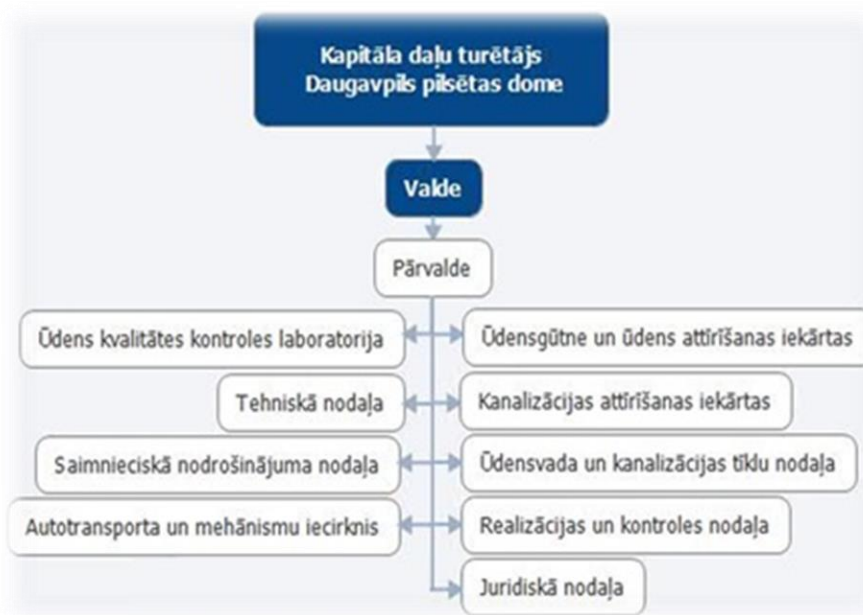 Kapitāla daļu turētājs
Daugavpils pilsētas dome
Valde
Pārvalde
Ūdens kvalitātes kontroles laboratorija
Ūdensgūtne un ūdens attīrīšanas iekārtas
Tehniskā nodaļa
Kanalizācijas attīrīšanas iekārtas
Saimnieciskā nodrošinājuma nodaļa
Ūdensvada un kanalizācijas tīklu nodaļa
Autotransporta un mehānismu iecirknis
Realizācijas un kontroles nodaļa
Juridiskā nodaļa